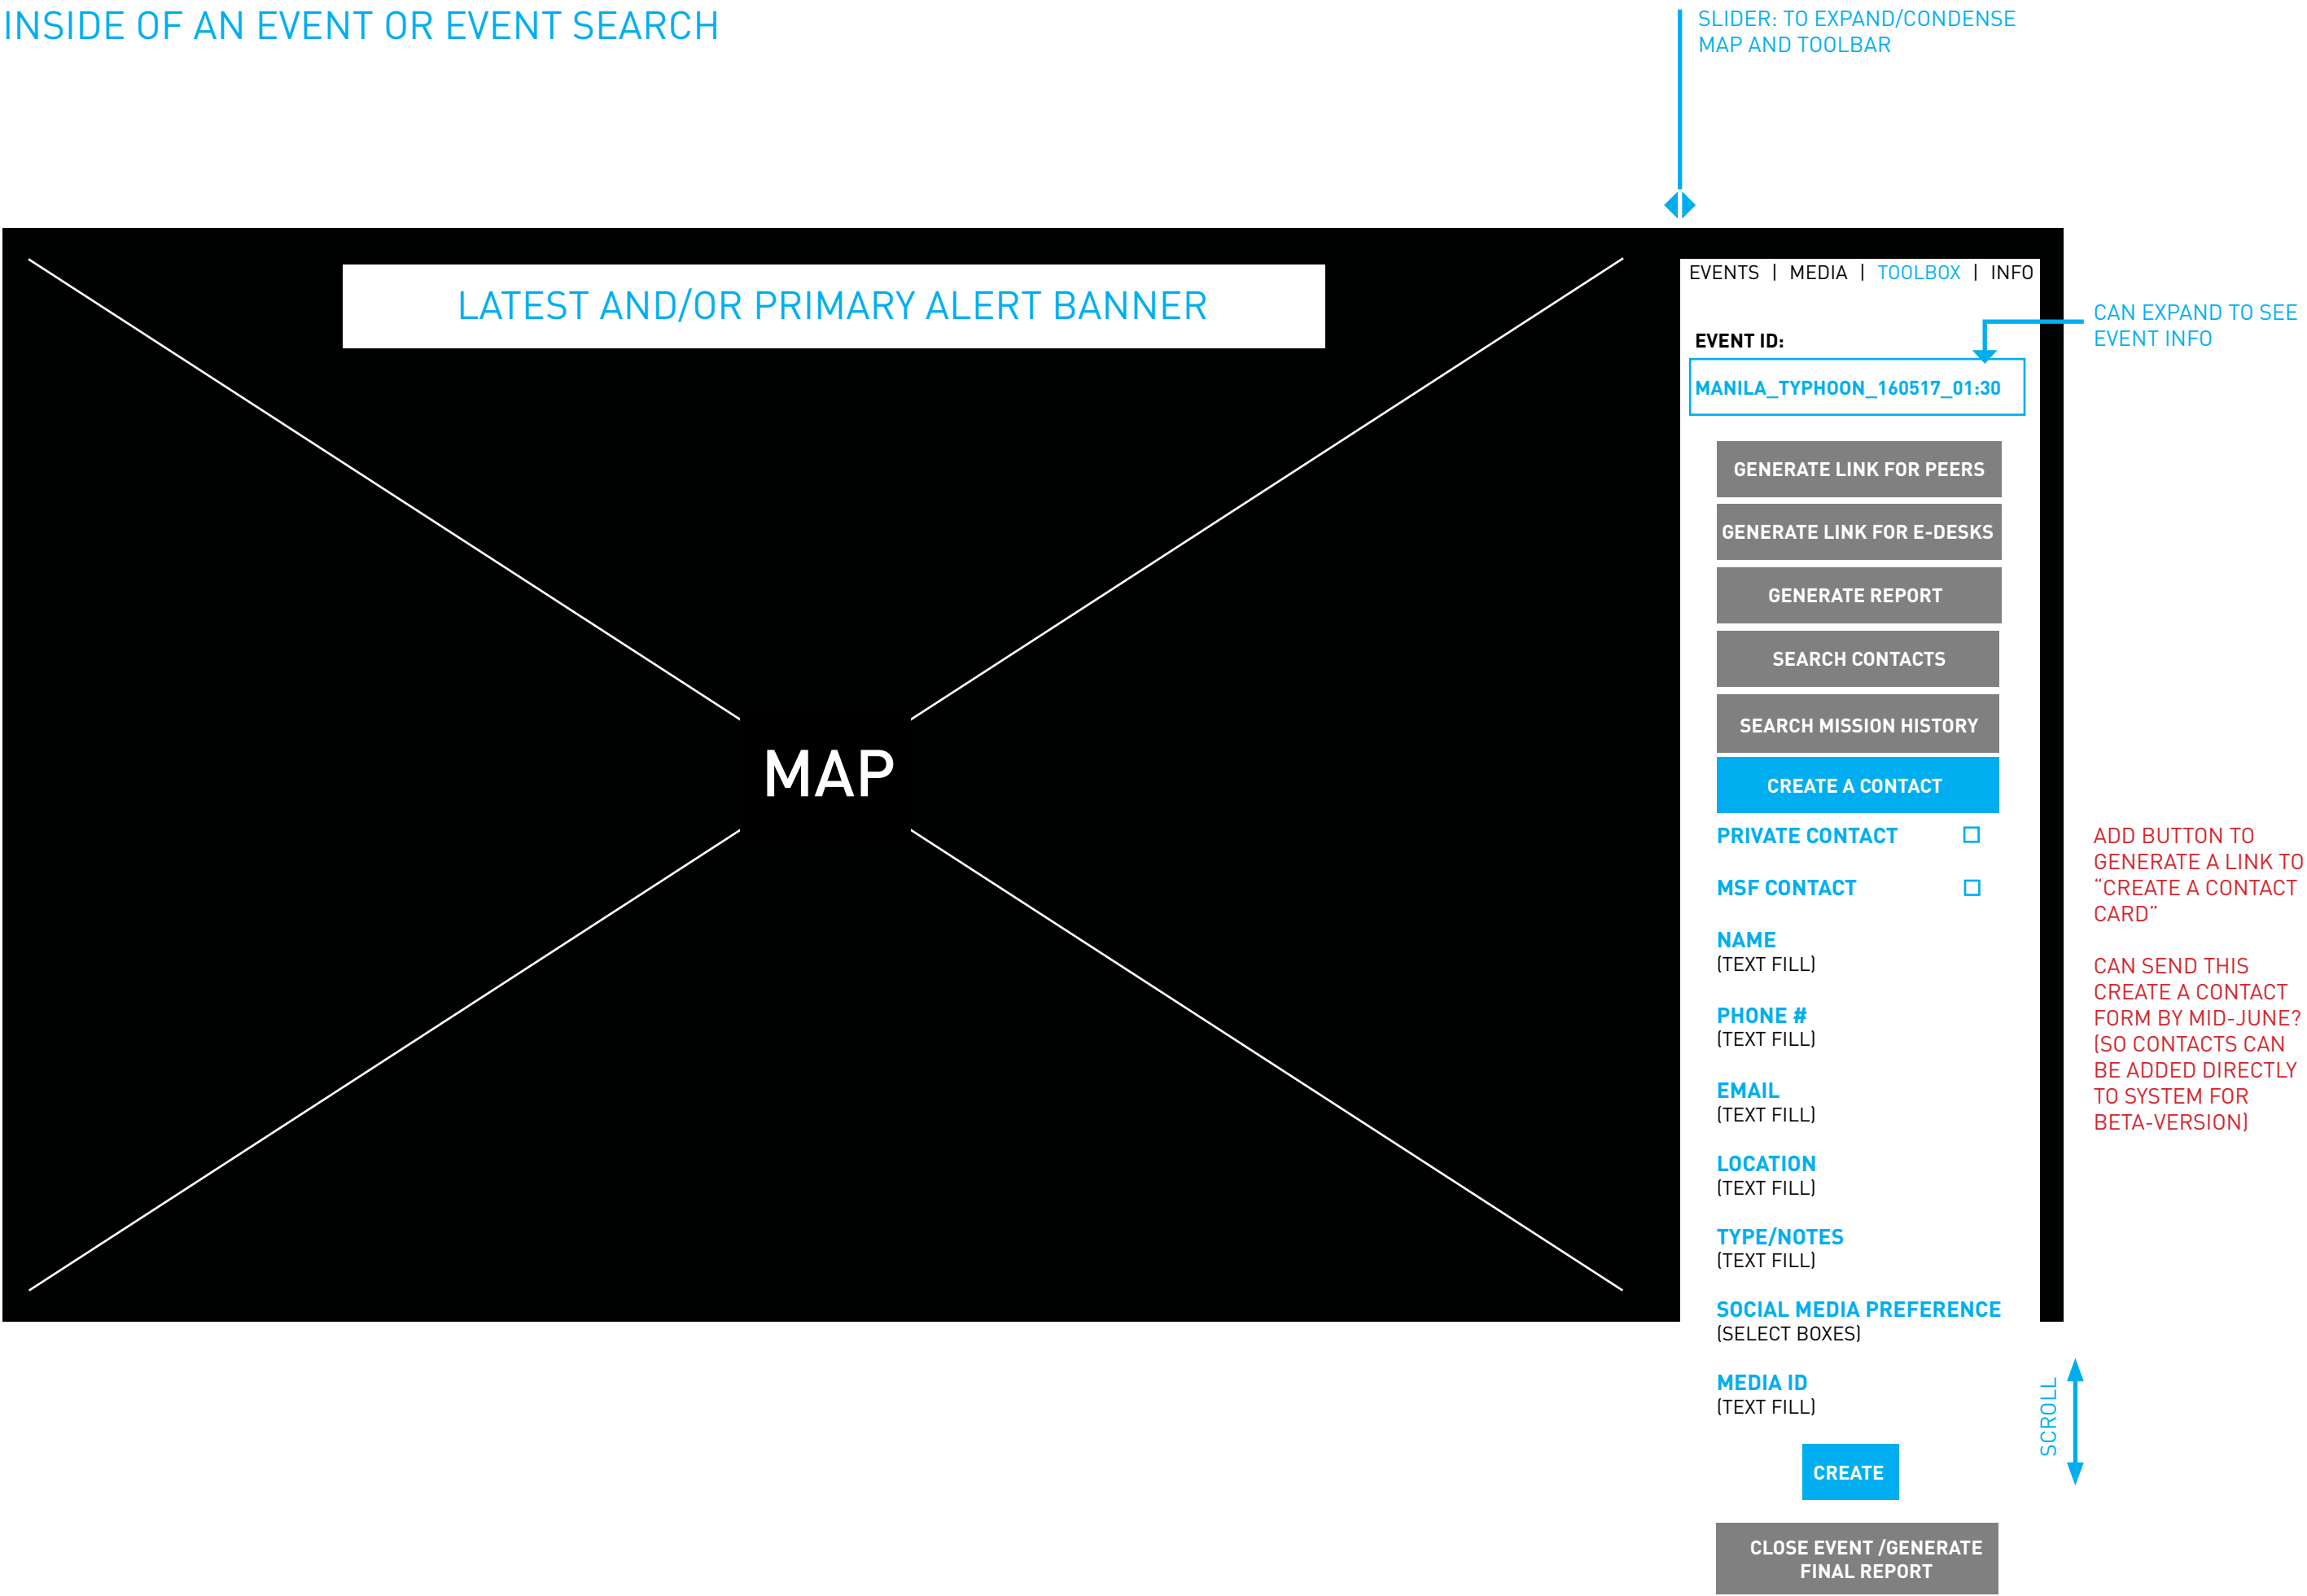 INSIDE OF AN EVENT OR EVENT SEARCH
SLIDER: TO EXPAND/CONDENSE
MAP AND TOOLBAR
LATEST AND/OR PRIMARY ALERT BANNER
MAP
EVENTS | MEDIA | TOOLBOX | INFO
CAN EXPAND TO SEE
EVENT INFO
EVENT ID:
MANILA_TYPHOON_160517_01:30
GENERATE LINK FOR PEERS
GENERATE LINK FOR E-DESKS
GENERATE REPORT
SEARCH CONTACTS
SEARCH MISSION HISTORY
CREATE A CONTACT
PRIVATE CONTACT
MSF CONTACT
NAME
(TEXT FILL)
PHONE #
(TEXT FILL)
EMAIL
(TEXT FILL)
LOCATION
(TEXT FILL)
TYPE/NOTES
(TEXT FILL)
SOCIAL MEDIA PREFERENCE
(SELECT BOXES)
MEDIA ID
(TEXT FILL)
CREATE
CLOSE EVENT /GENERATE
FINAL REPORT
ADD BUTTON TO
GENERATE A LINK TO
“CREATE A CONTACT
CARD”
CAN SEND THIS
CREATE A CONTACT
FORM BY MID-JUNE?
(SO CONTACTS CAN
BE ADDED DIRECTLY
TO SYSTEM FOR
BETA-VERSION)
SCROLL